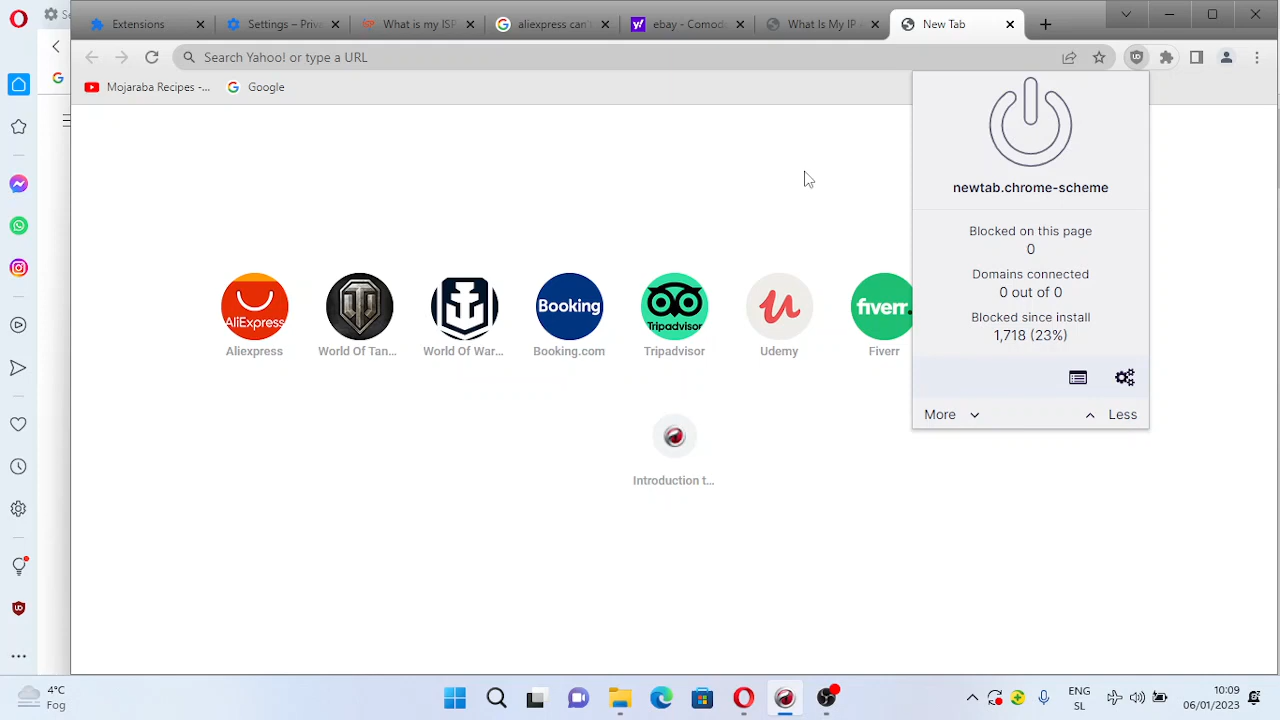 Extensions
Settings – Priva
What is my ISP
aliexpress can'
ebay - Comod
What Is My IP
New Tab
Search Yahoo! or type a URL
Mojaraba Recipes -...
Google
newtab.chrome-scheme
Blocked on this page
0
Domains connected
0 out of 0
Blocked since install
1,718 (23%)
More
Less
AliExpress
Booking
Tripadvisor
fiverr.
Aliexpress
World Of Tan...
World Of War...
Booking.com
Tripadvisor
Udemy
Fiverr
Introduction t...
4°C
Fog
ENG
SL
10:09
06/01/2023